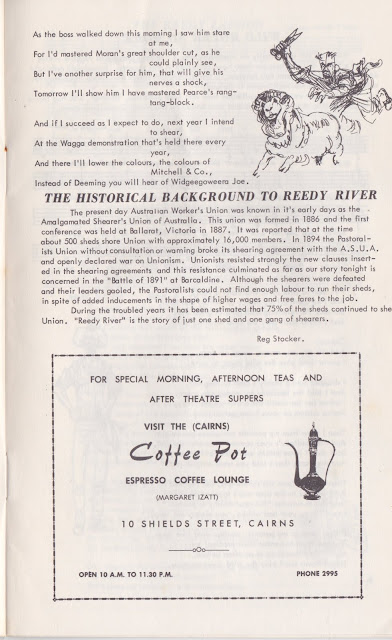 As the boss walked down this morning I saw him stare
at me,
For I'd mastered Moran's great shoulder cut, as he
could plainly see,
But I've another surprise for him, that will give his
nerves a shock,
Tomorrow I'll show him I have mastered Pearce's rang-
tang-block.
And if I succeed as I expect to do, next year I intend
to shear,
At the Wagga demonstration that's held there every
year,
And there I'll lower the colours, the colours of
Mitchell & Co.,
Instead of Deeming you will hear of Widgeegoweera Joe.
THE HISTORICAL BACKGROUND TO REEDY RIVER
The present day Australian Worker's Union was known in it's early days as the
Amalgamated Shearer's Union of Australia. This union was formed in 1886 and the first
conference was held at Ballarat, Victoria in 1887. It was reported that at the time
about 500 sheds shore Union with approximately 16,000 members. In 1894 the Pastoral-
ists Union without consultation or warning broke its shearing agreement with the A.S.U.A.
and openly declared war on Unionism. Unionists resisted strongly the new clauses insert-
ed in the shearing agreements and this resistance culminated as far as our story tonight is
concerned in the "Battle of 1891" at Barcaldine. Although the shearers were defeated
and their leaders gaoled, the Pastoralists could not find enough labour to run their sheds,
in spite of added inducements in the shape of higher wages and free fares to the job.
During the troubled years it has been estimated that 75% of the sheds continued to she
Union. "Reedy River" is the story of just one shed and one gang of shearers.
Reg Stocker.
FOR SPECIAL MORNING, AFTERNOON TEAS AND
AFTER THEATRE SUPPERS
VISIT THE (CAIRNS)
Coffee Pot
ESPRESSO COFFEE LOUNGE
(MARGARET IZATT)
10 SHIELDS STREET, CAIRNS
oOo
OPEN 10 A.M. TO 11.30 P.M. PHONE 2995